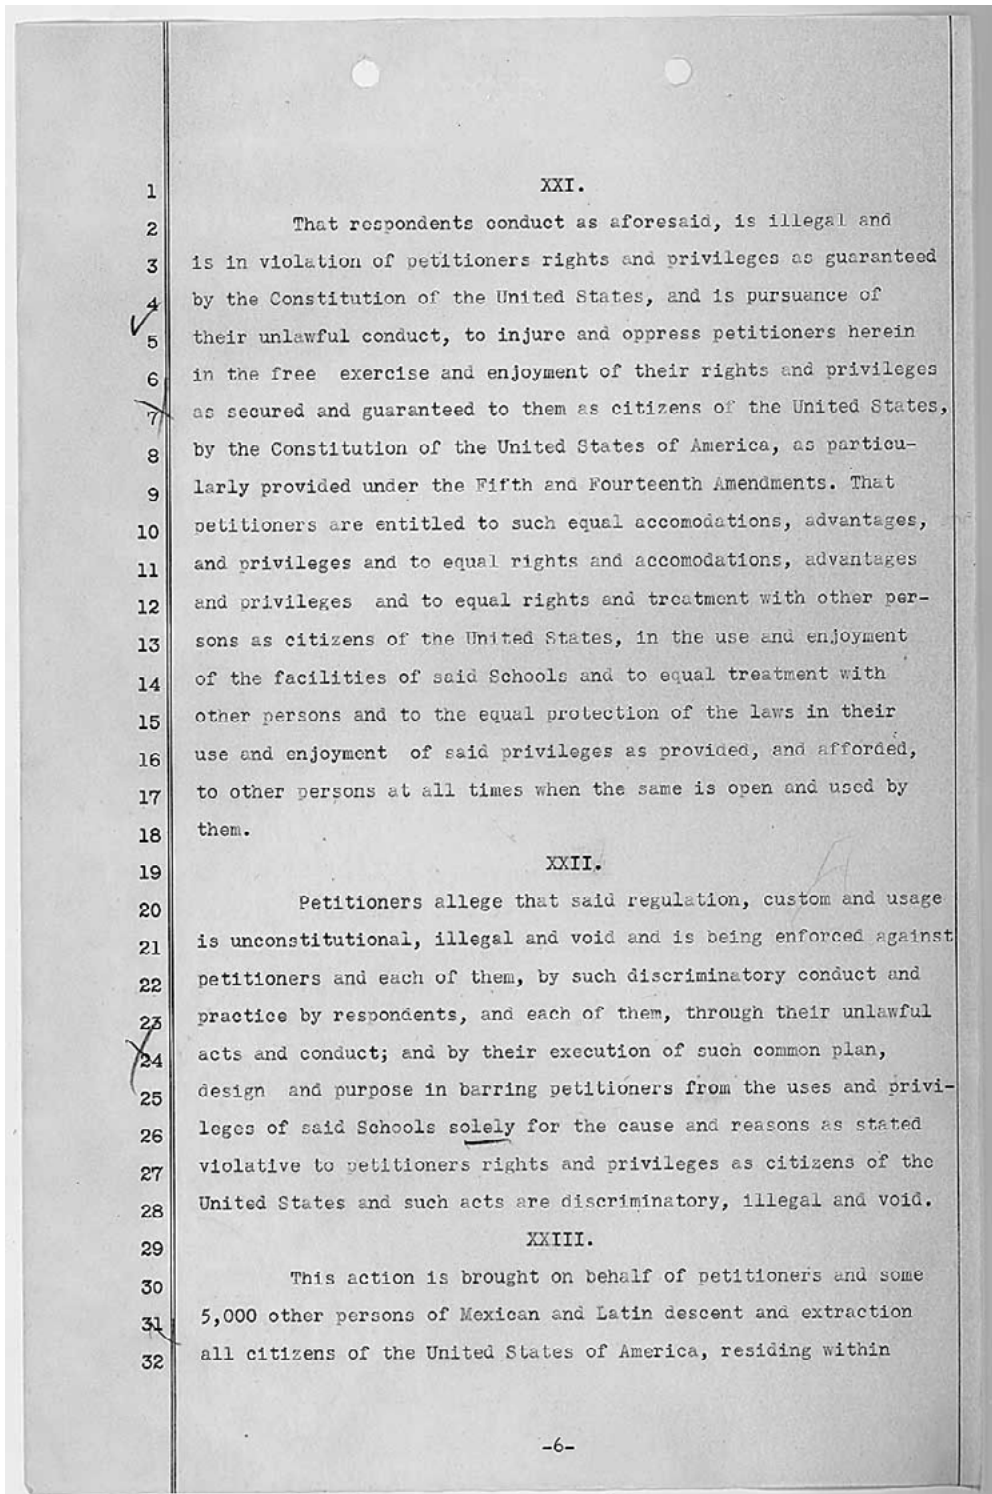 1 XXI.
2 That respondents conduct as aforesaid, is illegal and
3 is in violation of petitioners rights and privileges as guaranteed
4 by the Constitution of the United States, and is pursuance of
5 their unlawful conduct, to injure and oppress petitioners herein
6 in the free exercise and enjoyment of their rights and privileges
7 as secured and guaranteed to them as citizens of the United States,
8 by the Constitution of the United States of America, as particu-
9 larly provided under the Fifth and Fourteenth Amendments. That
10 petitioners are entitled to such equal accomodations, advantages,
11 and privileges and to equal rights and accomodations, advantages
12 and privileges and to equal rights and treatment with other per-
13 sons as citizens of the United States, in the use and enjoyment
14 of the facilities of said Schools and to equal treatment with
15 other persons and to the equal protection of the laws in their
16 use and enjoyment of said privileges as provided, and afforded,
17 to other persons at all times when the same is open and used by
18 them.
19 XXII.
20 Petitioners allege that said regulation, custom and usage
21 is unconstitutional, illegal and void and is being enforced against
22 petitioners and each of them, by such discriminatory conduct and
23 practice by respondents, and each of them, through their unlawful
24 acts and conduct; and by their execution of such common plan,
25 design and purpose in barring petitioners from the uses and privi-
26 leges of said Schools solely for the cause and reasons as stated
27 violative to petitioners rights and privileges as citizens of the
28 United States and such acts are discriminatory, illegal and void.
29 XXIII.
30 This action is brought on behalf of petitioners and some
31 5,000 other persons of Mexican and Latin descent and extraction
32 all citizens of the United States of America, residing within
-6-